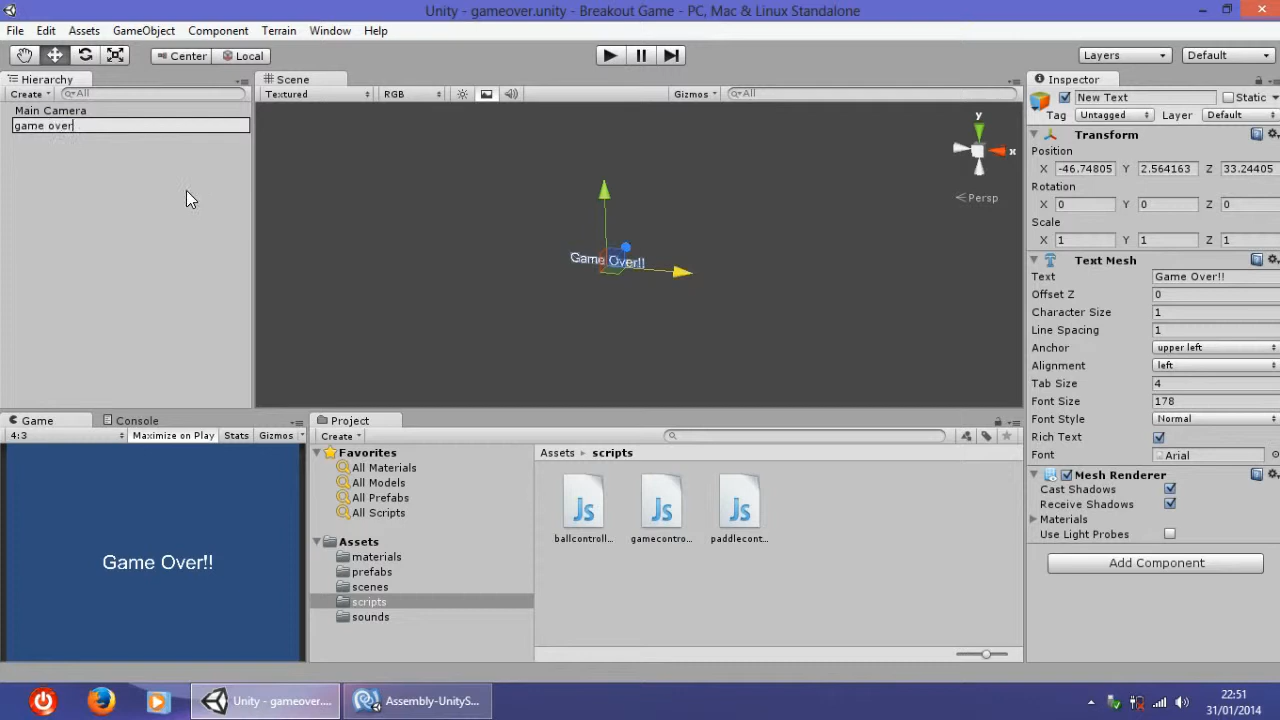 Unity - gameover.unity - Breakout Game - PC, Mac & Linux Standalone
File Edit Assets GameObject Component Terrain Window Help
Center Local Layers Default
Hierarchy
Create All
Main Camera
game over
Scene
Textured RGB Gizmos All
y
x
Persp
Game Over!!
Inspector
New Text Static
Tag Untagged Layer Default
Transform
Position
X -46.74805 Y 2.564163 Z 33.24405
Rotation
X 0 Y 0 Z 0
Scale
X 1 Y 1 Z 1
Text Mesh
Text Game Over!!
Offset Z 0
Character Size 1
Line Spacing 1
Anchor upper left
Alignment left
Tab Size 4
Font Size 178
Font Style Normal
Rich Text
Font Arial
Mesh Renderer
Cast Shadows
Receive Shadows
Materials
Use Light Probes
Add Component
Game Console
4:3 Maximize on Play Stats Gizmos
Game Over!!
Project
Create
Favorites
All Materials
All Models
All Prefabs
All Scripts
Assets
materials
prefabs
scenes
scripts
sounds
Assets scripts
Js Js Js
ballcontroll... gamecontro... paddlecont...
Unity - gameover.... Assembly-UnityS...
22:51
31/01/2014